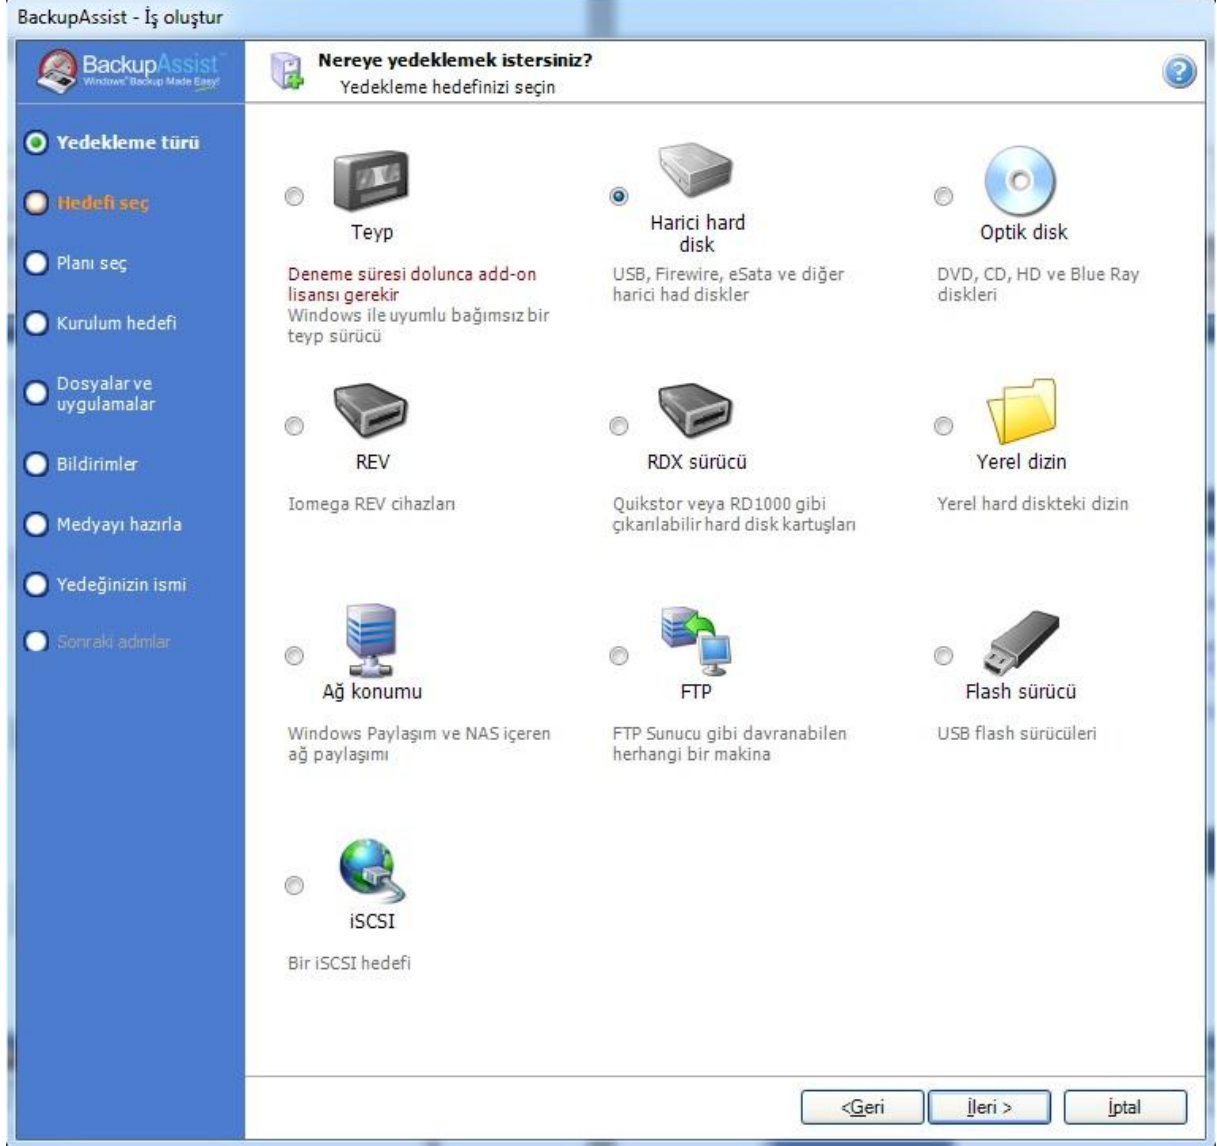 BackupAssist - İş oluştur
BackupAssist™
Windows® Backup Made Easy!
Nereye yedeklemek istersiniz?
Yedekleme hedefinizi seçin
?
Yedekleme türü
Hedefi seç
Planı seç
Kurulum hedefi
Dosyalar ve
uygulamalar
Bildirimler
Medyayı hazırla
Yedeğinizin ismi
Sonraki adımlar
Teyp
Deneme süresi dolunca add-on
lisansı gerekir
Windows ile uyumlu bağımsız bir
teyp sürücü
Harici hard
disk
USB, Firewire, eSata ve diğer
harici had diskler
Optik disk
DVD, CD, HD ve Blue Ray
diskleri
REV
Iomega REV cihazları
RDX sürücü
Quikstor veya RD1000 gibi
çıkarılabilir hard disk kartuşları
Yerel dizin
Yerel hard diskteki dizin
Ağ konumu
Windows Paylaşım ve NAS içeren
ağ paylaşımı
FTP
FTP Sunucu gibi davranabilen
herhangi bir makina
Flash sürücü
USB flash sürücüleri
iSCSI
Bir iSCSI hedefi
<Geri
İleri >
İptal